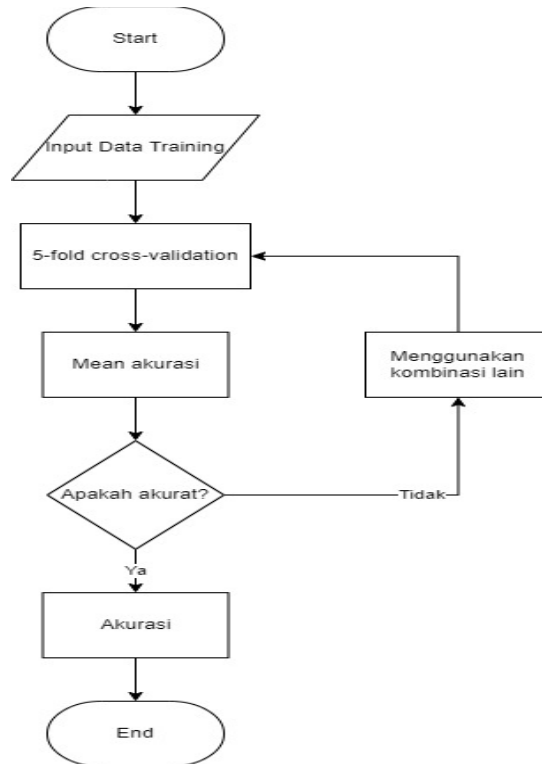 Start
Input Data Training
5-fold cross-validation
Mean akurasi
Menggunakan
kombinasi lain
Apakah akurat?
Tidak
Ya
Akurasi
End